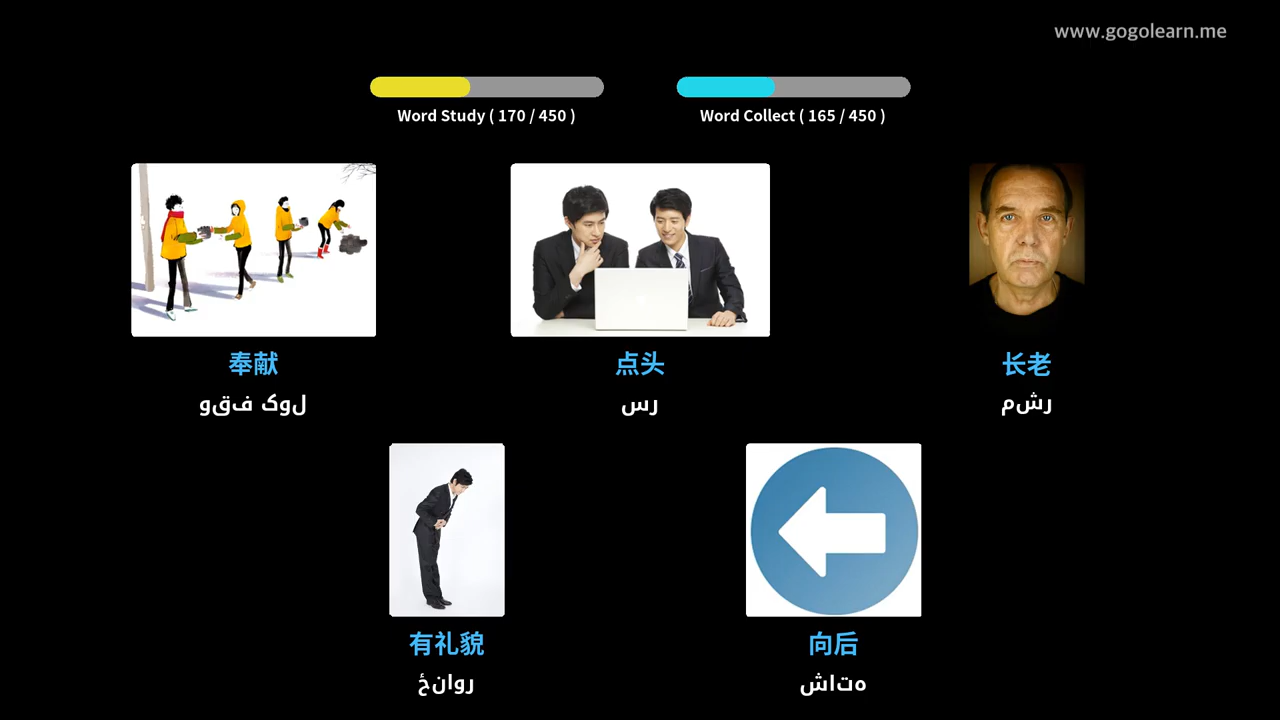 www.gogolearn.me
Word Study ( 170 / 450 )
Word Collect ( 165 / 450 )
奉献
لوک فقو
点头
رس
长老
رشم
有礼貌
روانځ
向后
هتاش